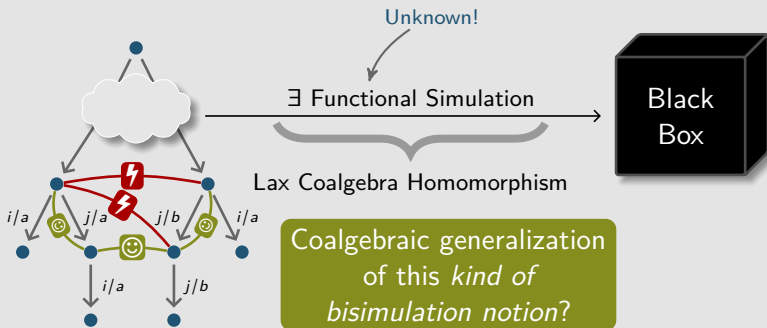 Unknown!
∃ Functional Simulation
Black
Box
Lax Coalgebra Homomorphism
i/a j/a j/b i/a
Coalgebraic generalization
of this kind of
bisimulation notion?
i/a j/b